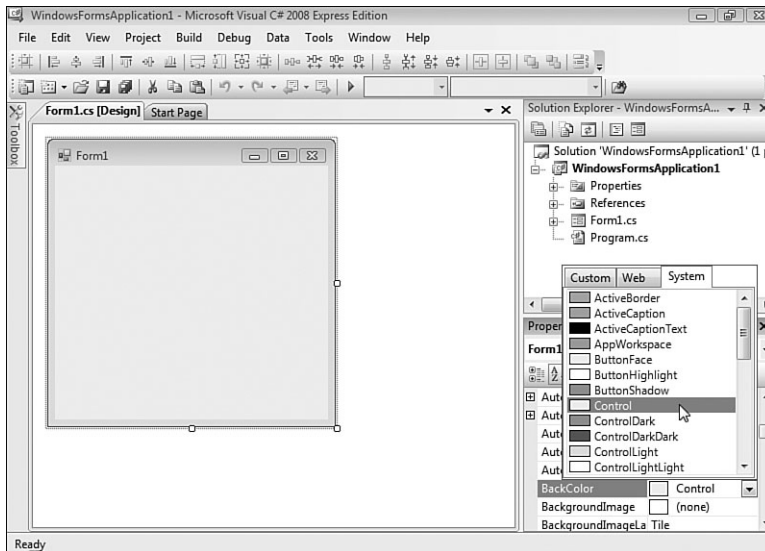 WindowsFormsApplication1 - Microsoft Visual C# 2008 Express Edition
File Edit View Project Build Debug Data Tools Window Help
Toolbox
Form1.cs [Design] Start Page
Form1
Solution Explorer - WindowsFormsA...
Solution 'WindowsFormsApplication1' (1
WindowsFormsApplication1
Properties
References
Form1.cs
Program.cs
Custom Web System
ActiveBorder
ActiveCaption
ActiveCaptionText
AppWorkspace
ButtonFace
ButtonHighlight
ButtonShadow
Control
ControlDark
ControlDarkDark
ControlLight
ControlLightLight
Proper
Form1
Aut
Aut
Aut
Aut
Aut
BackColor Control
BackgroundImage (none)
BackgroundImageLa Tile
Ready